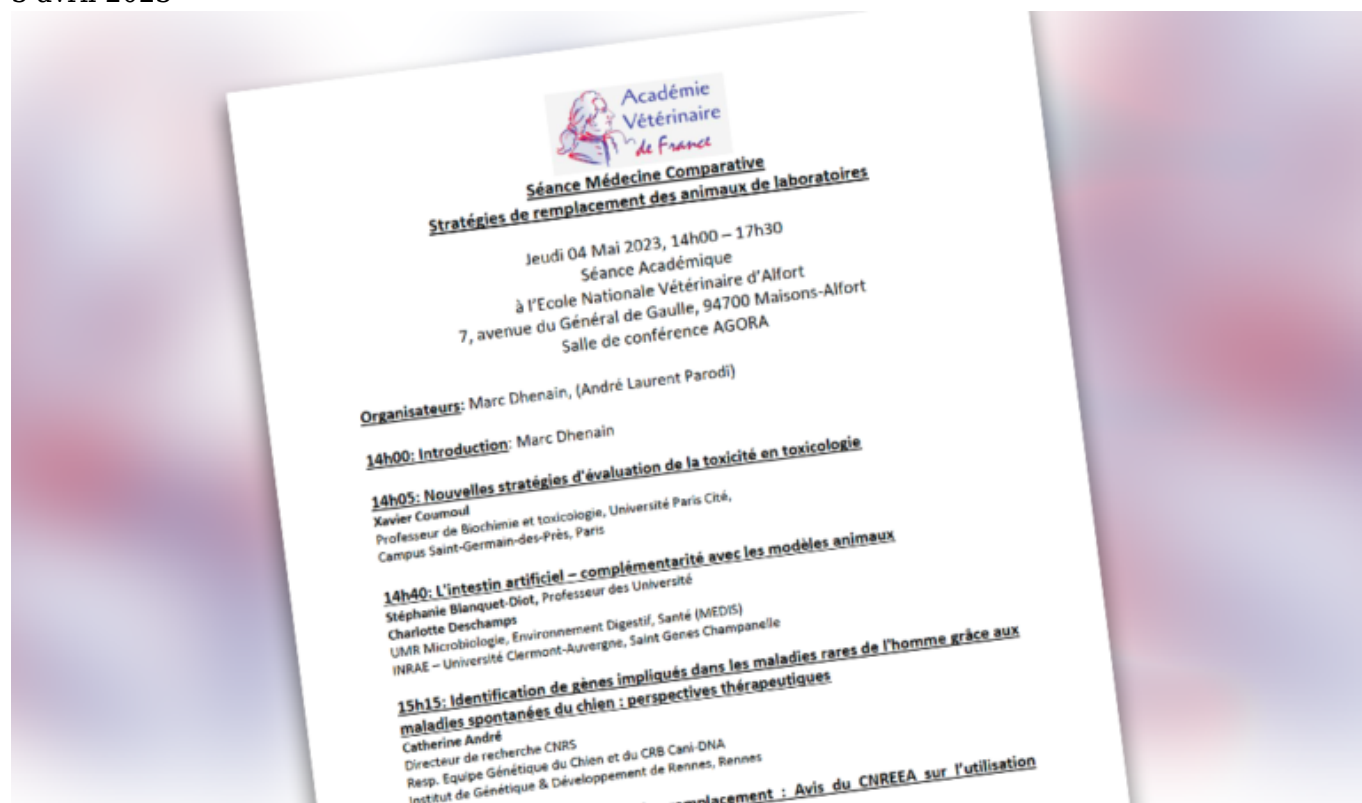 avril 2023
Académie
Vétérinaire
de France
Séance Médecine Comparative
Stratégies de remplacement des animaux de laboratoires
Jeudi 04 Mai 2023, 14h00 – 17h30
Séance Académique
à l'Ecole Nationale Vétérinaire d'Alfort
7, avenue du Général de Gaulle, 94700 Maisons-Alfort
Salle de conférence AGORA
Organisateurs: Marc Dhenain, (André Laurent Parodi)
14h00: Introduction: Marc Dhenain
14h05: Nouvelles stratégies d'évaluation de la toxicité en toxicologie
Xavier Coumoul
Professeur de Biochimie et toxicologie, Université Paris Cité,
Campus Saint-Germain-des-Près, Paris
14h40: L'intestin artificiel – complémentarité avec les modèles animaux
Stéphanie Blanquet-Diot, Professeur des Université
Charlotte Deschamps
UMR Microbiologie, Environnement Digestif, Santé (MEDIS)
INRAE – Université Clermont-Auvergne, Saint Genes Champanelle
15h15: Identification de gènes impliqués dans les maladies rares de l'homme grâce aux
maladies spontanées du chien : perspectives thérapeutiques
Catherine André
Directeur de recherche CNRS
Resp. Equipe Génétique du Chien et du CRB Cani-DNA
Institut de Génétique & Développement de Rennes, Rennes
remplacement : Avis du CNREEA sur l'utilisation